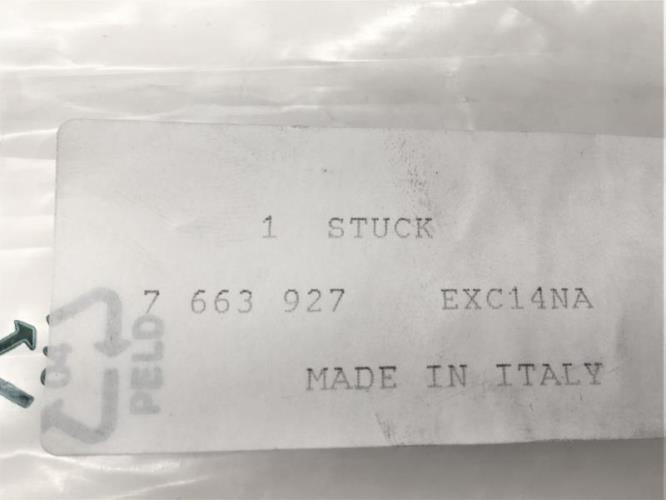 1 STUCK
7 663 927 EXC14NA
MADE IN ITALY
04
PELD